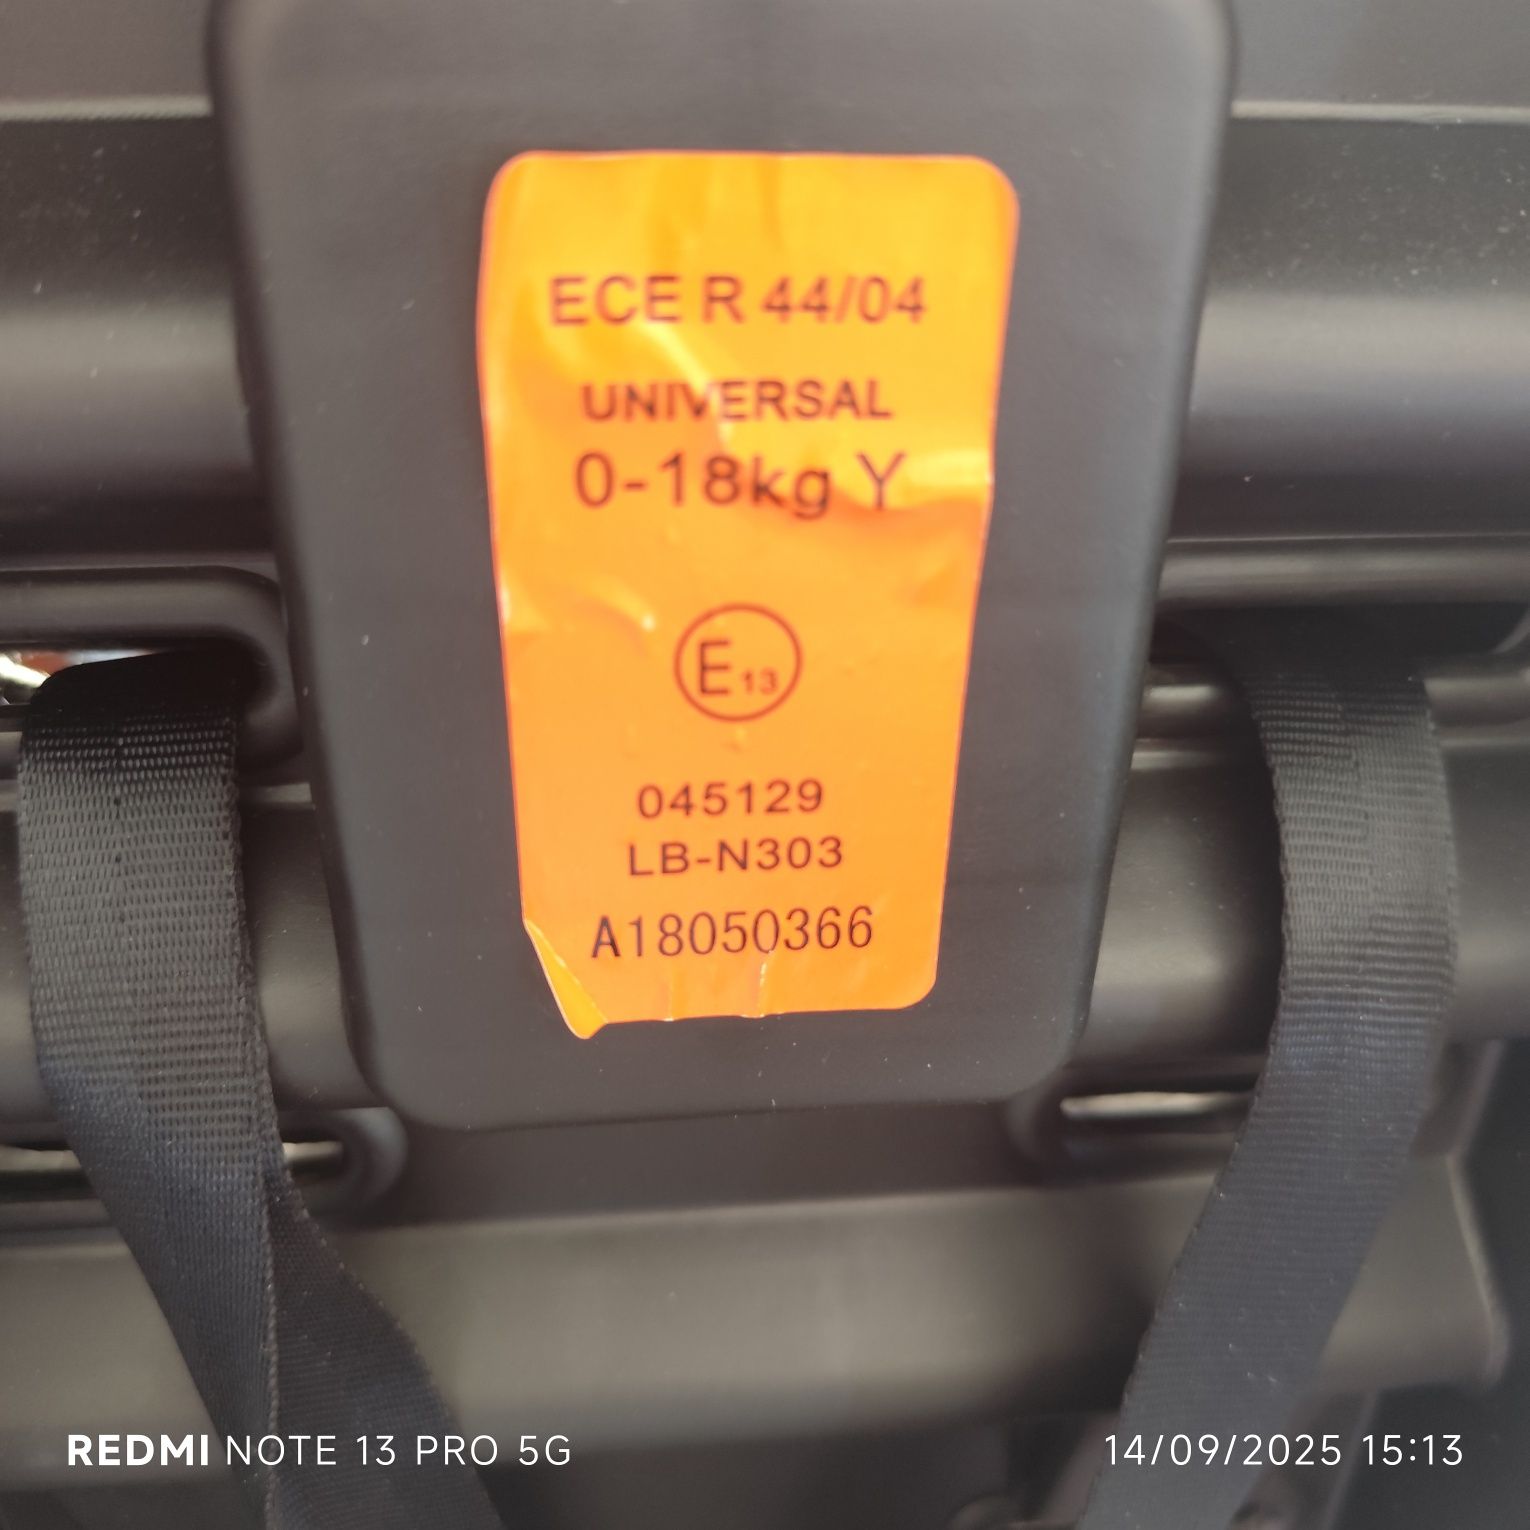 ECE R 44/04
UNIVERSAL
0-18kg Y
E13
045129
LB-N303
A18050366
REDMI NOTE 13 PRO 5G
14/09/2025 15:13